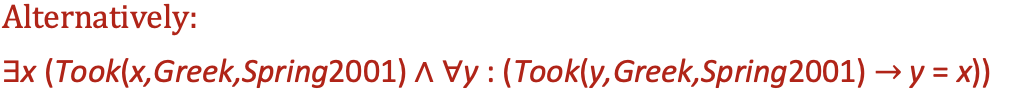 Alternatively:
∃x (Took(x,Greek,Spring2001) ∧ ∀y : (Took(y,Greek,Spring2001) → y = x))